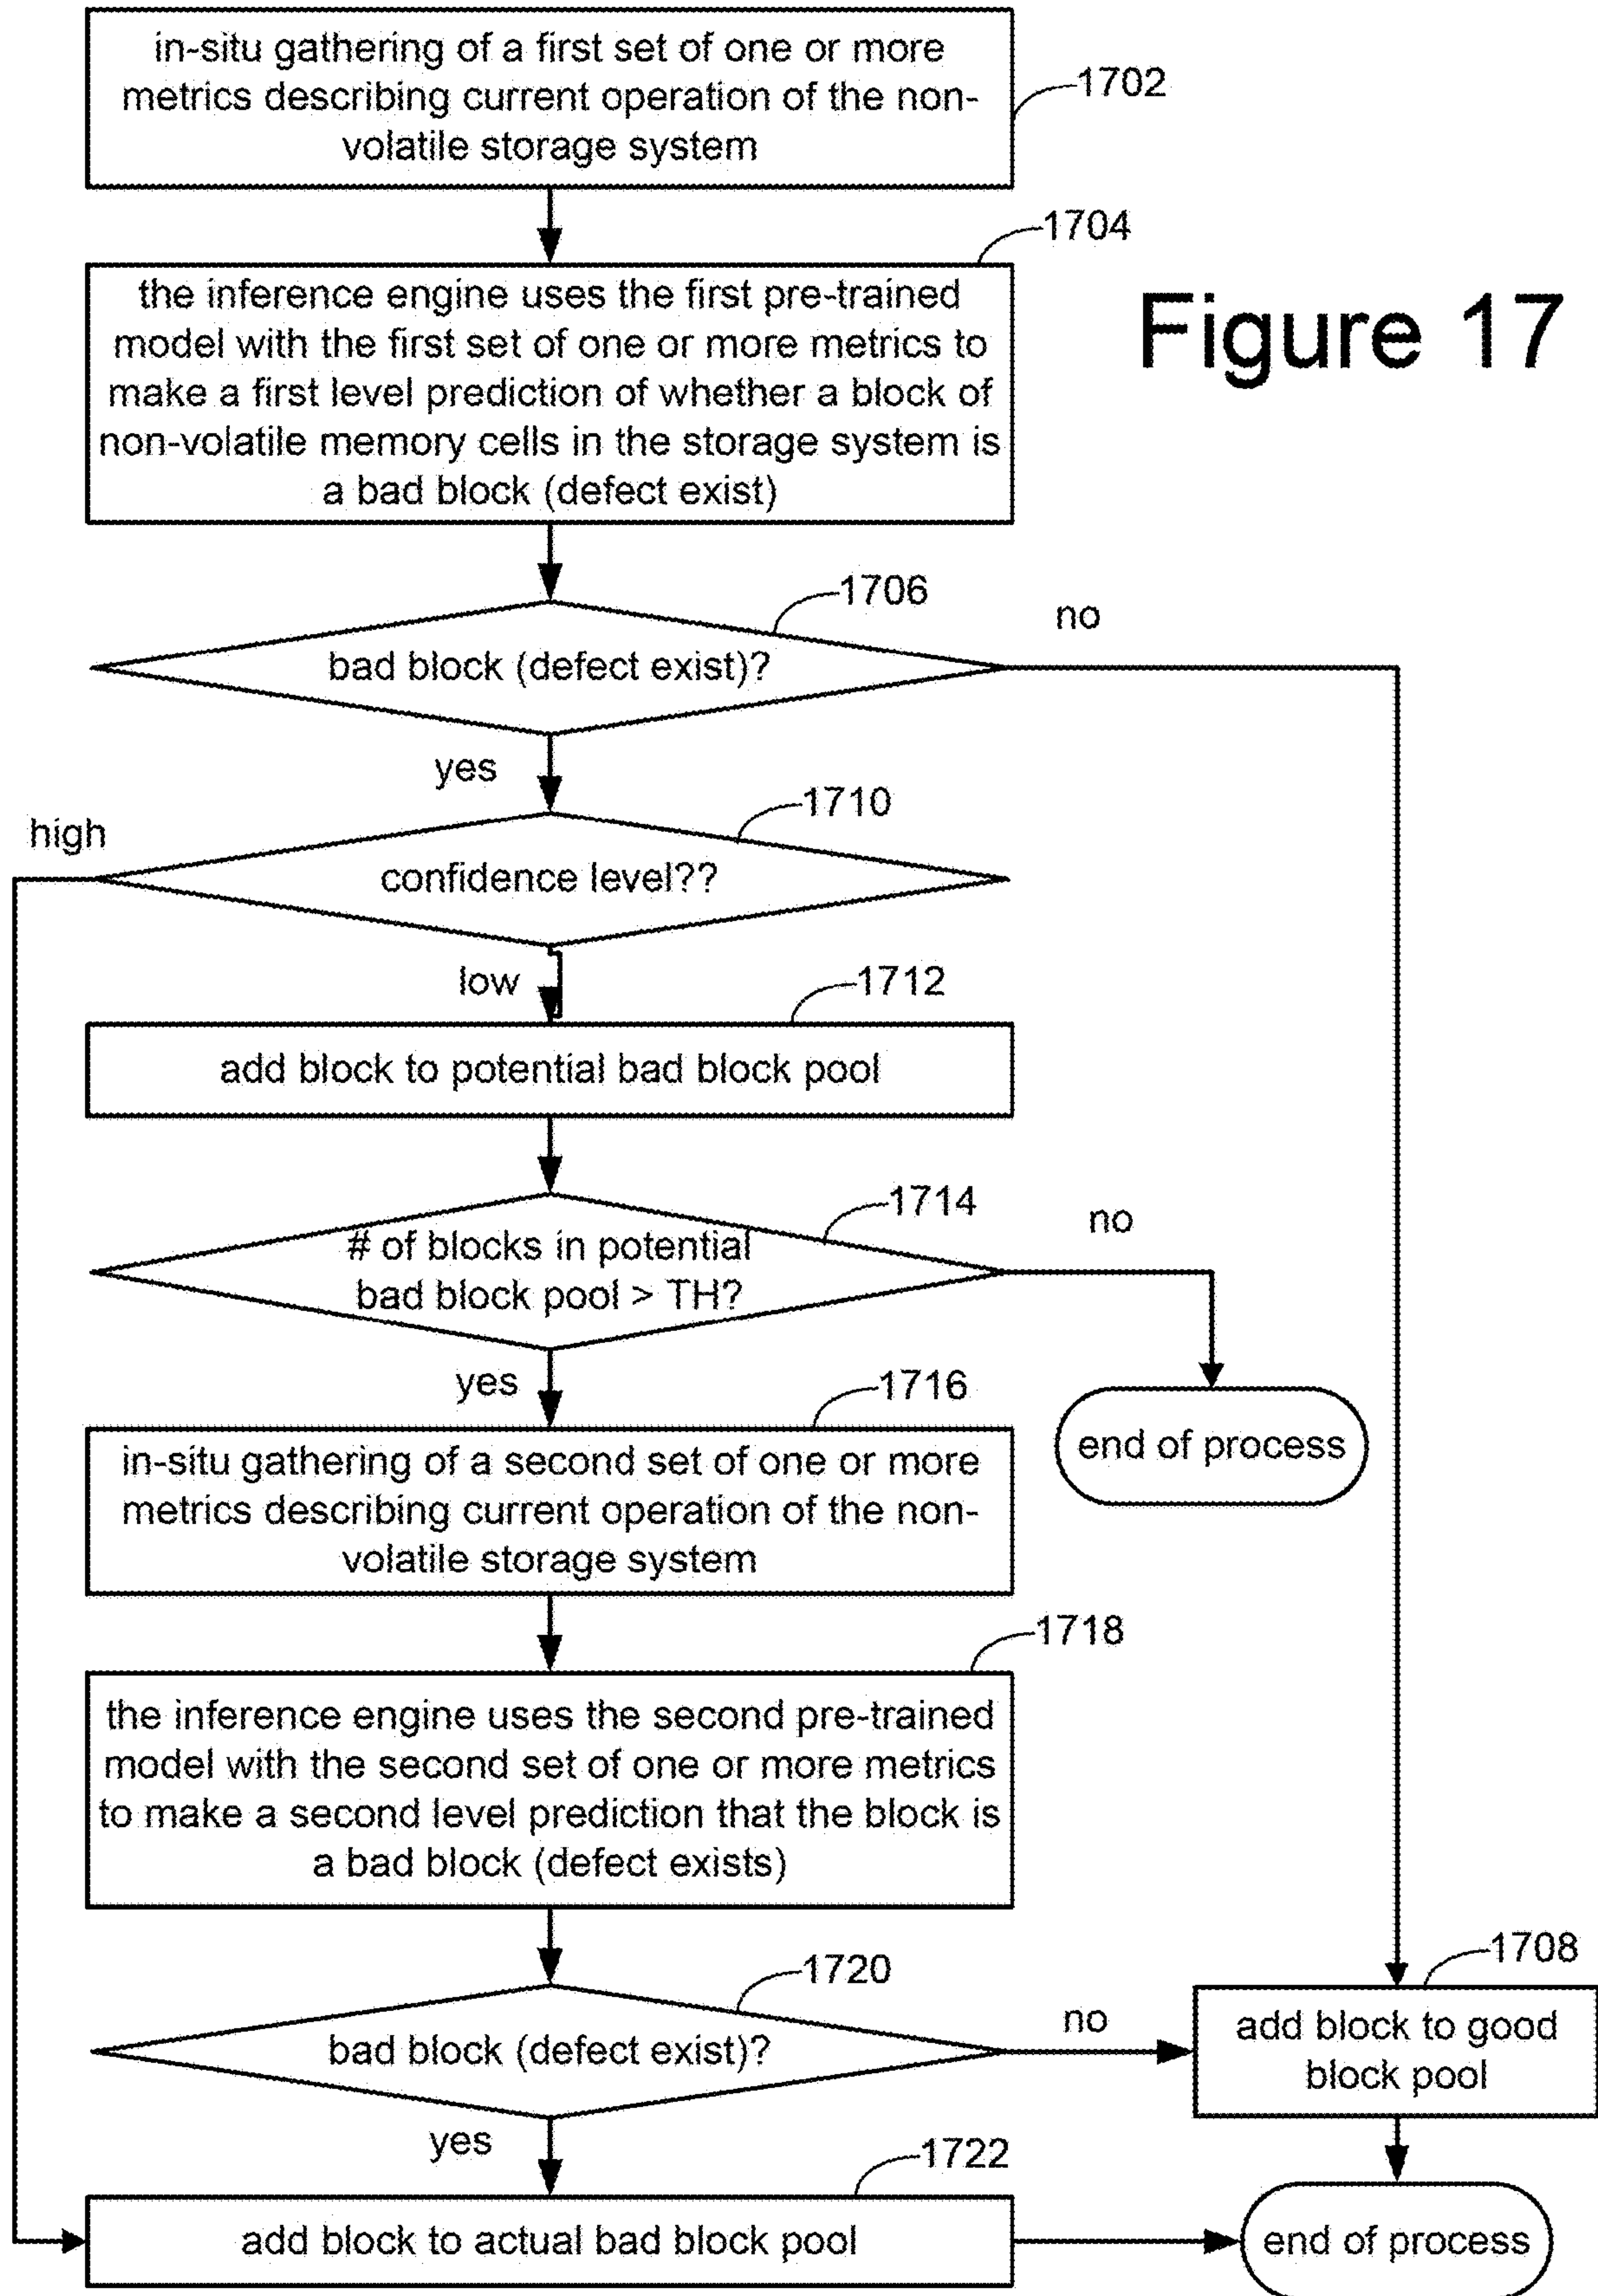 in-situ gathering of a first set of one or more
metrics describing current operation of the non-
volatile storage system
1702
1704
the inference engine uses the first pre-trained
model with the first set of one or more metrics to
make a first level prediction of whether a block of
non-volatile memory cells in the storage system is
a bad block (defect exist)
Figure 17
1706
no
bad block (defect exist)?
yes
1710
high
confidence level??
low
1712
add block to potential bad block pool
1714
no
# of blocks in potential
bad block pool > TH?
yes
1716
end of process
in-situ gathering of a second set of one or more
metrics describing current operation of the non-
volatile storage system
1718
the inference engine uses the second pre-trained
model with the second set of one or more metrics
to make a second level prediction that the block is
a bad block (defect exists)
1720
1708
bad block (defect exist)?
no
add block to good
block pool
yes
1722
add block to actual bad block pool
end of process